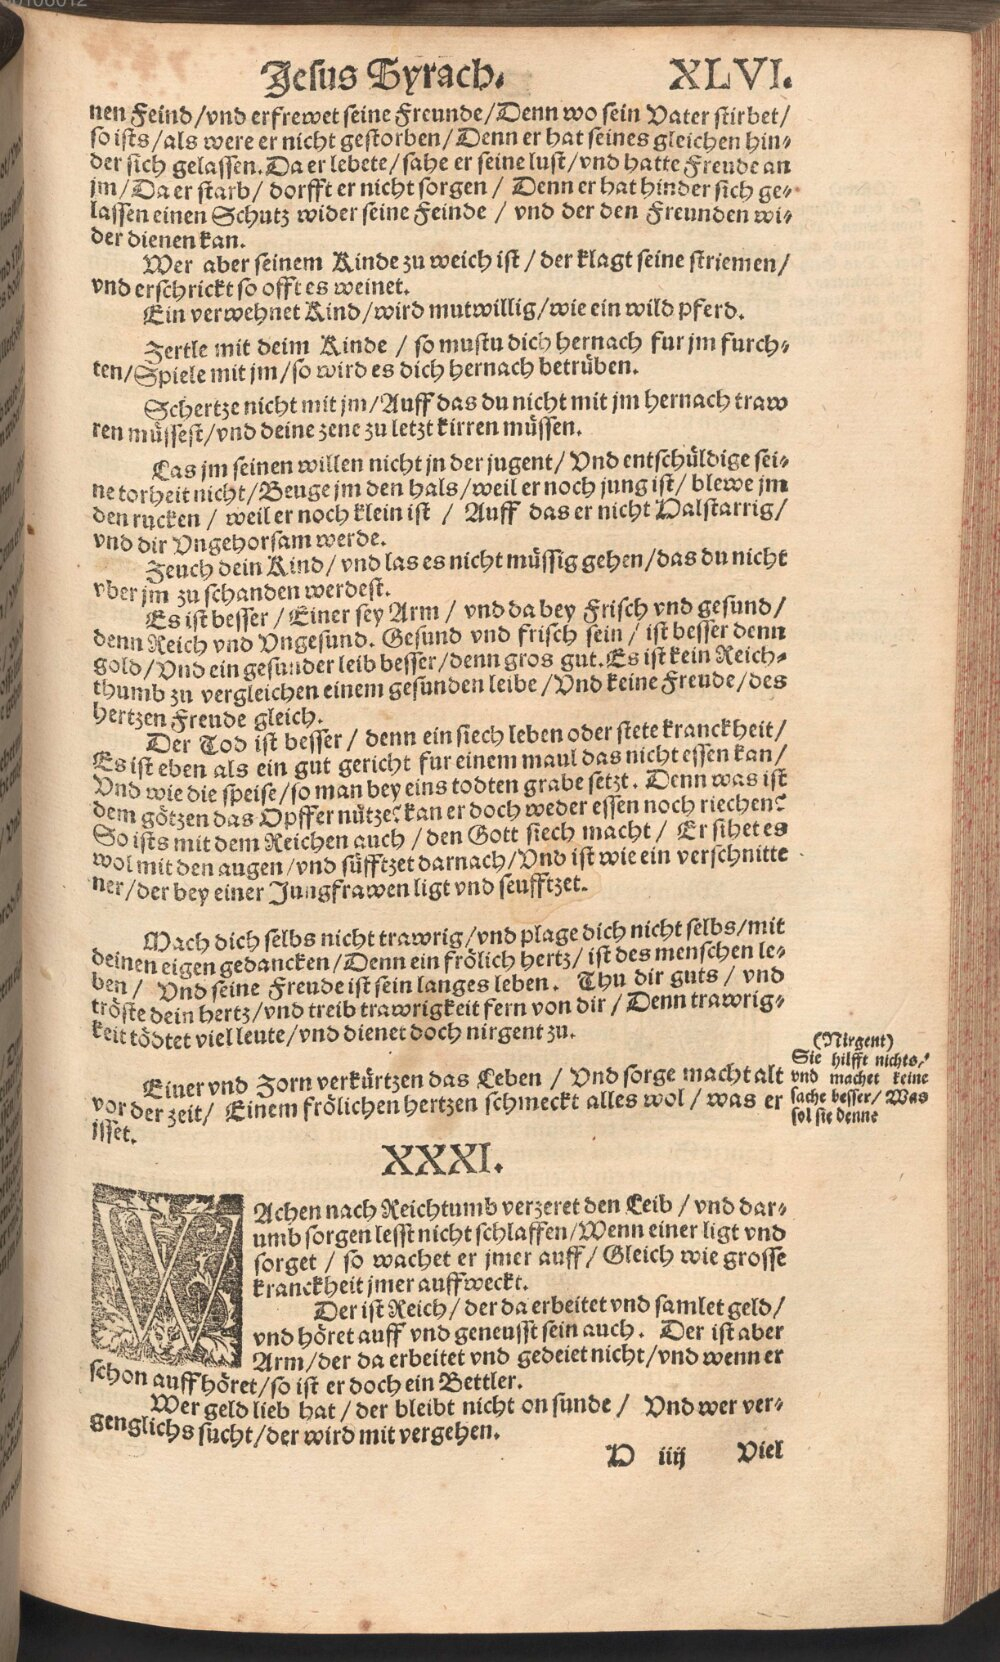 Jesus Syrach. XLVI.
nen Feind/vnd erfrewet seine Freunde/Denn wo sein Vater stirbet/
so ists/als were er nicht gestorben/Denn er hat seines gleichen hin⸗
der sich gelassen. Da er lebete/sahe er seine lust/vnd hatte Freude an
jm/Da er starb/ dorfft er nicht sorgen/ Denn er hat hinder sich ge⸗
lassen einen Schutz wider seine Feinde / vnd der den Freunden wi⸗
der dienen kan.
Wer aber seinem Kinde zu weich ist/ der klagt seine striemen/
vnd erschrickt so offt es weinet.
Ein verwehnet Kind/wird mutwillig/wie ein wild pferd.
Zertle mit deim Kinde / so mustu dich hernach fur jm furch⸗
ten/Spiele mit jm/so wird es dich hernach betrüben.
Schertze nicht mit jm/Auff das du nicht mit jm hernach traw
ren müssest/vnd deine zene zu letzt kirren müssen.
Las jm seinen willen nicht jn der jugent/ Vnd entschüldige sei⸗
ne torheit nicht/Beuge jm den hals/weil er noch jung ist/ blewe jm
den rucken / weil er noch klein ist / Auff das er nicht Halstarrig/
vnd dir Vngehorsam werde.
Zeuch dein Kind/ vnd las es nicht müssig gehen/das du nicht
vber jm zu schanden werdest.
Es ist besser/ Einer sey Arm / vnd da bey Frisch vnd gesund/
denn Reich vnd Vngesund. Gesund vnd frisch sein/ ist besser denn
gold/Vnd ein gesunder leib besser/denn gros gut. Es ist kein Reich⸗
thumb zu vergleichen einem gesunden leibe/Vnd keine Freude/des
hertzen Freude gleich.
Der Tod ist besser / denn ein siech leben oder stete kranckheit/
Es ist eben als ein gut gericht fur einem maul das nicht essen kan/
Vnd wie die speise/so man bey eins todten grabe setzt. Denn was ist
dem götzen das Opffer nütze? kan er doch weder essen noch riechen?
So ists mit dem Reichen auch/ den Gott siech macht/ Er sihet es
wol mit den augen/vnd süfftzet darnach/Vnd ist wie ein verschnitte
ner/der bey einer Jungfrawen ligt vnd seufftzet.
Mach dich selbs nicht trawrig/vnd plage dich nicht selbs/mit
deinen eigen gedancken/Denn ein frölich hertz/ ist des menschen le⸗
ben/ Vnd seine Freude ist sein langes leben. Thu dir guts/ vnd
tröste dein hertz/vnd treib trawrigkeit fern von dir/ Denn trawrig⸗
keit tödtet viel leute/vnd dienet doch nirgent zu.
(Nirgent)
Sie hilfft nichts/
vnd machet keine
sache besser/ Was
sol sie denne
Eiuer vnd Zorn verkürtzen das Leben / Vnd sorge macht alt
vor der zeit/ Einem frölichen hertzen schmeckt alles wol/ was er
isset.
XXXI.
WAchen nach Reichtumb verzeret den Leib / vnd dar⸗
umb sorgen lesst nicht schlaffen/Wenn einer ligt vnd
sorget / so wachet er jmer auff/ Gleich wie grosse
kranckheit jmer auffweckt.
Der ist Reich/ der da erbeitet vnd samlet geld/
vnd höret auff vnd geneusst sein auch. Der ist aber
Arm/der da erbeitet vnd gedeiet nicht/vnd wenn er
schon auffhöret/so ist er doch ein Bettler.
Wer geld lieb hat/ der bleibt nicht on sunde/ Vnd wer ver⸗
genglichs sucht/der wird mit vergehen.
H iiij Viel